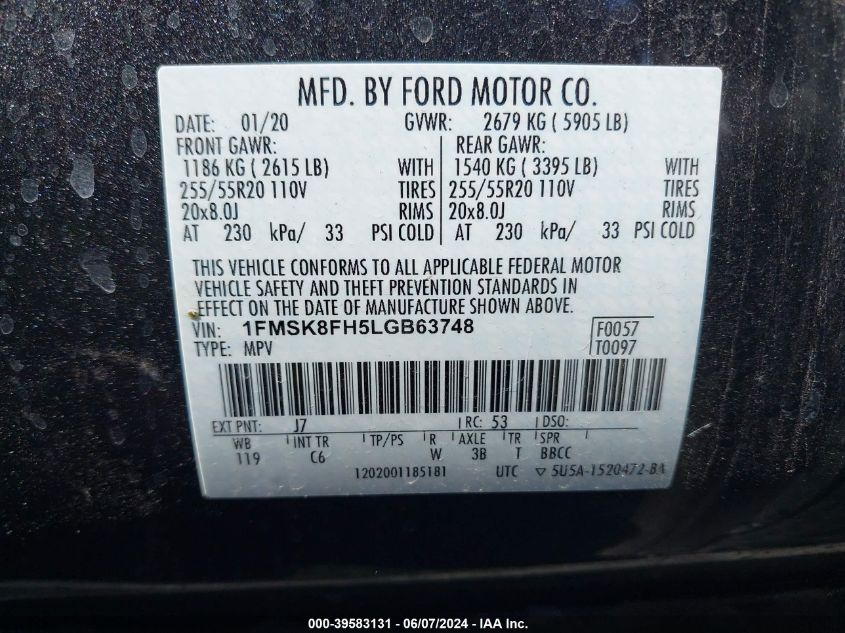 MFD. BY FORD MOTOR CO.
DATE: 01/20 GVWR: 2679 KG ( 5905 LB)
FRONT GAWR: REAR GAWR:
1186 KG ( 2615 LB) WITH 1540 KG ( 3395 LB) WITH
255/55R20 110V TIRES 255/55R20 110V TIRES
20x8.0J RIMS 20x8.0J RIMS
AT 230 kPa/ 33 PSI COLD AT 230 kPa/ 33 PSI COLD
THIS VEHICLE CONFORMS TO ALL APPLICABLE FEDERAL MOTOR
VEHICLE SAFETY AND THEFT PREVENTION STANDARDS IN
EFFECT ON THE DATE OF MANUFACTURE SHOWN ABOVE.
VIN: 1FMSK8FH5LGB63748 F0057
TYPE: MPV T0097
EXT PNT: J7 RC: 53 DSO:
WB INT TR TP/PS R AXLE TR SPR
119 C6 W 3B T BBCC
1202001185181 UTC ▽ 5U5A-1520472-BA
000-39583131 - 06/07/2024 - IAA Inc.